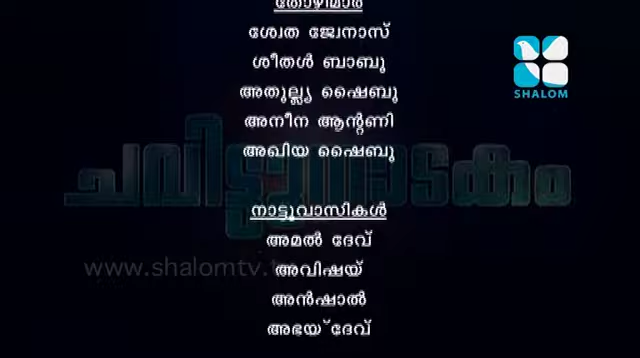 തോഴിമാർ
ശ്വേത ജ്വേനാസ്
ശീതൾ ബാബു
അതുല്ല്യ ഷൈബു
അനീന ആന്റണി
അഖിയ ഷൈബു
SHALOM
ചവിട്ടുനാടകം
നാട്ടുവാസികൾ
അമൽ ദേവ്
അവിഷയ്
www.shalomtv.t
അൻഷാൽ
അഭയ്ദേവ്